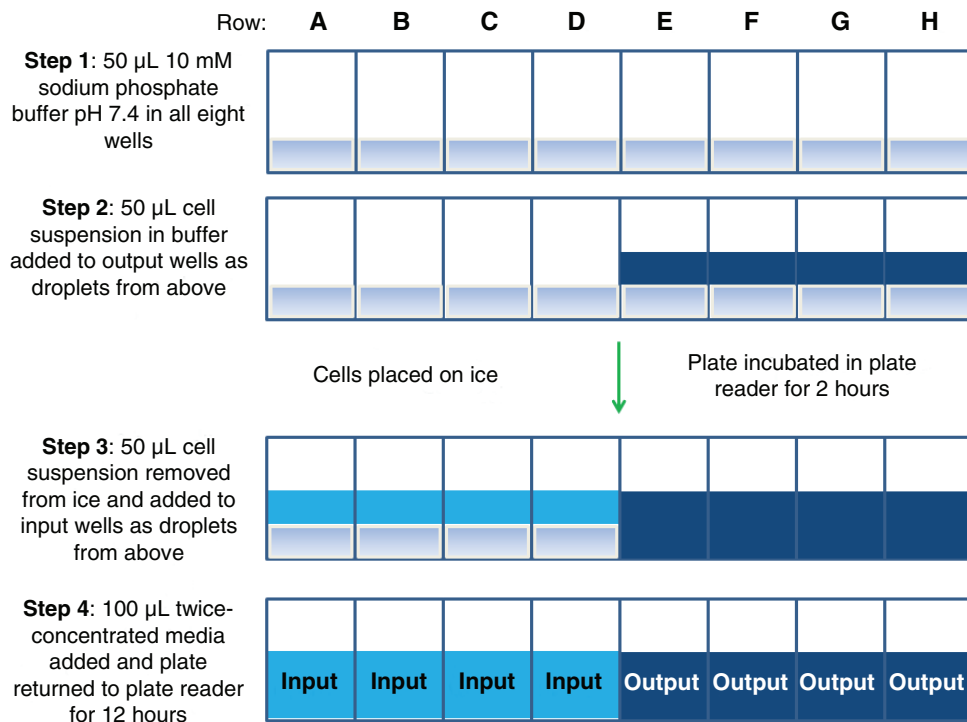 Row: A B C D E F G H
Step 1: 50 µL 10 mM
sodium phosphate
buffer pH 7.4 in all eight
wells
Step 2: 50 µL cell
suspension in buffer
added to output wells as
droplets from above
Cells placed on ice
Plate incubated in plate
reader for 2 hours
Step 3: 50 µL cell
suspension removed
from ice and added to
input wells as droplets
from above
Step 4: 100 µL twice-
concentrated media
added and plate
returned to plate reader
for 12 hours
Input Input Input Input Output Output Output Output